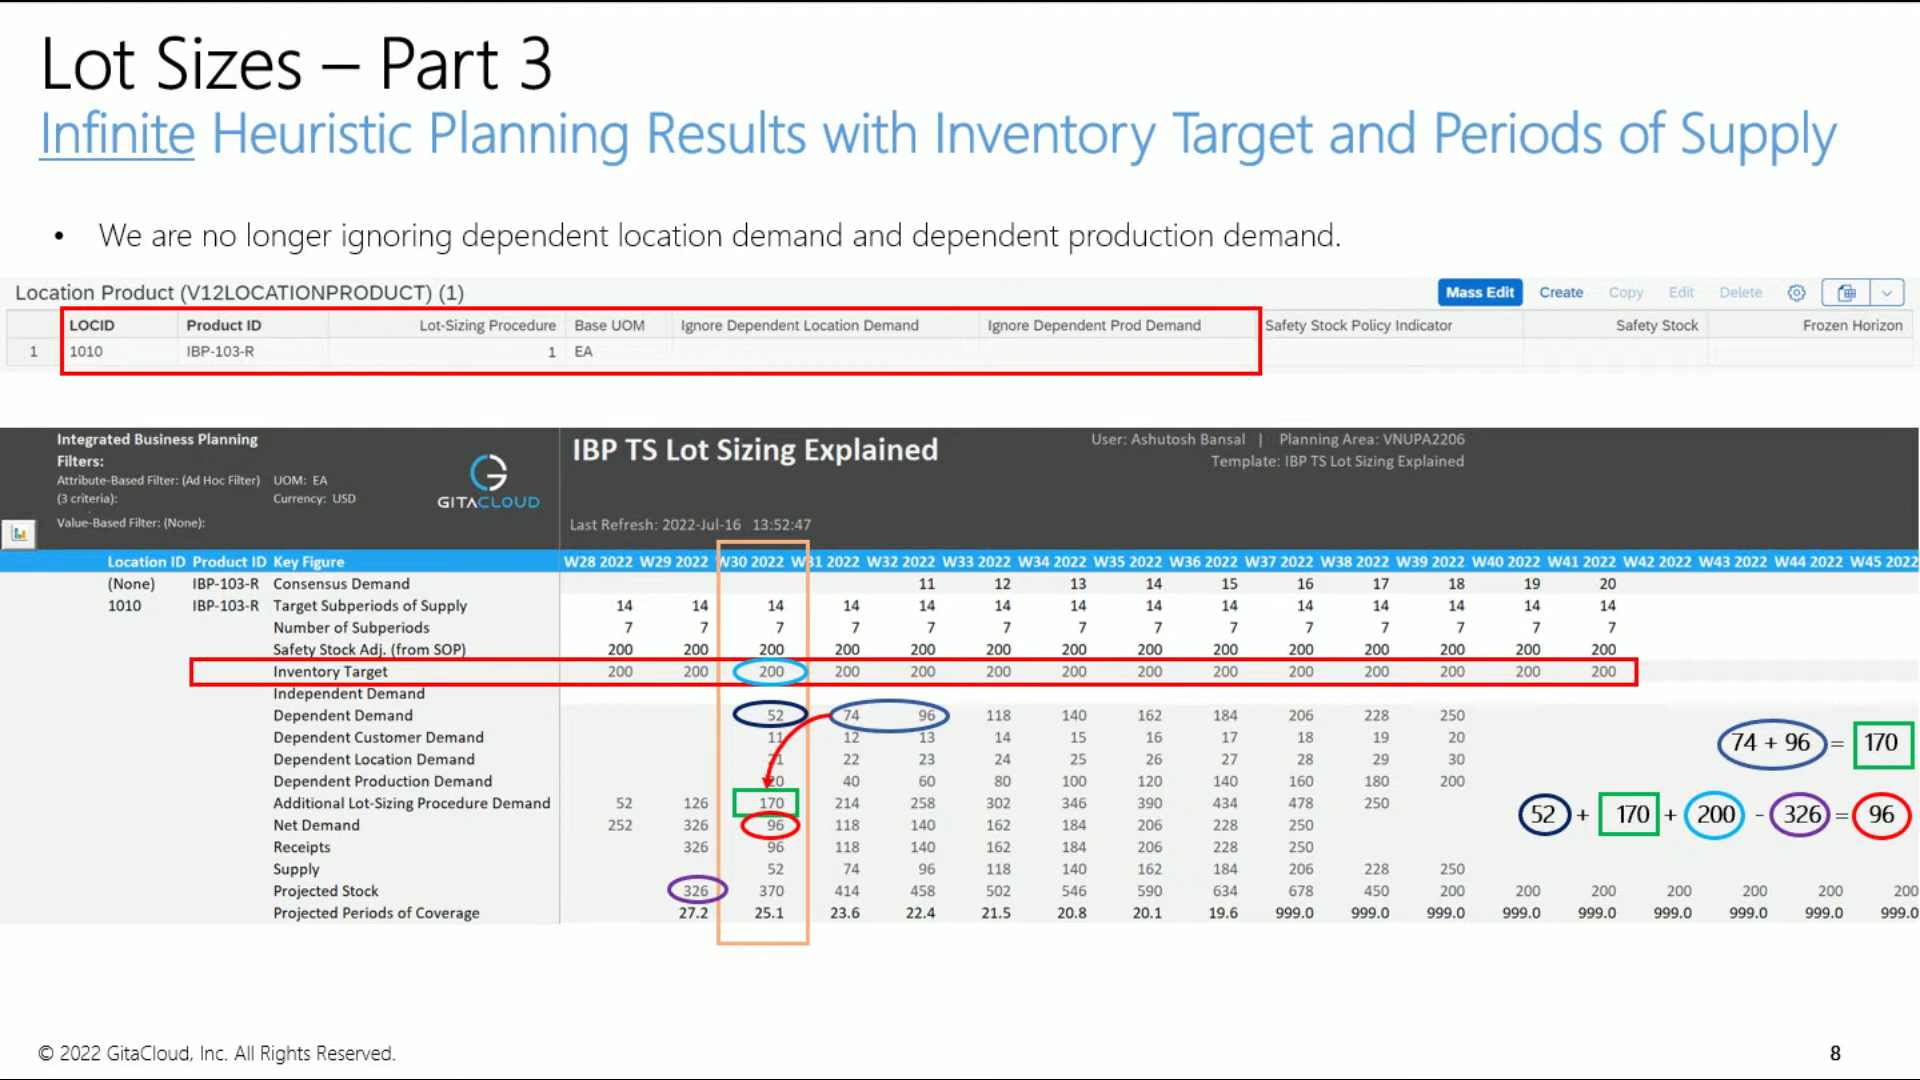 Lot Sizes – Part 3
Infinite Heuristic Planning Results with Inventory Target and Periods of Supply
• We are no longer ignoring dependent location demand and dependent production demand.
Location Product (V12LOCATIONPRODUCT) (1)
Mass Edit Create Copy Edit Delete
LOCID Product ID Lot-Sizing Procedure Base UOM Ignore Dependent Location Demand Ignore Dependent Prod Demand Safety Stock Policy Indicator Safety Stock Frozen Horizon
1 1010 IBP-103-R 1 EA
Integrated Business Planning
Filters:
Attribute-Based Filter: (Ad Hoc Filter) UOM: EA
(3 criteria): Currency: USD
Value-Based Filter: (None):
GITACLOUD
IBP TS Lot Sizing Explained
User: Ashutosh Bansal | Planning Area: VNUPA2206
Template: IBP TS Lot Sizing Explained
Last Refresh: 2022-Jul-16 13:52:47
Location ID Product ID Key Figure W28 2022 W29 2022 W30 2022 W31 2022 W32 2022 W33 2022 W34 2022 W35 2022 W36 2022 W37 2022 W38 2022 W39 2022 W40 2022 W41 2022 W42 2022 W43 2022 W44 2022 W45 2022
(None) IBP-103-R Consensus Demand 11 12 13 14 15 16 17 18 19 20
1010 IBP-103-R Target Subperiods of Supply 14 14 14 14 14 14 14 14 14 14 14 14 14 14
Number of Subperiods 7 7 7 7 7 7 7 7 7 7 7 7 7 7
Safety Stock Adj. (from SOP) 200 200 200 200 200 200 200 200 200 200 200 200 200 200
Inventory Target 200 200 200 200 200 200 200 200 200 200 200 200 200 200
Independent Demand
Dependent Demand 52 74 96 118 140 162 184 206 228 250
Dependent Customer Demand 11 12 13 14 15 16 17 18 19 20
Dependent Location Demand 21 22 23 24 25 26 27 28 29 30
Dependent Production Demand 20 40 60 80 100 120 140 160 180 200
Additional Lot-Sizing Procedure Demand 52 126 170 214 258 302 346 390 434 478 250
Net Demand 252 326 96 118 140 162 184 206 228 250
Receipts 326 96 118 140 162 184 206 228 250
Supply 52 74 96 118 140 162 184 206 228 250
Projected Stock 326 370 414 458 502 546 590 634 678 450 200 200 200 200 200 200 200
Projected Periods of Coverage 27.2 25.1 23.6 22.4 21.5 20.8 20.1 19.6 999.0 999.0 999.0 999.0 999.0 999.0 999.0 999.0 999.0
74 + 96 = 170
52 + 170 + 200 - 326 = 96
© 2022 GitaCloud, Inc. All Rights Reserved.
8